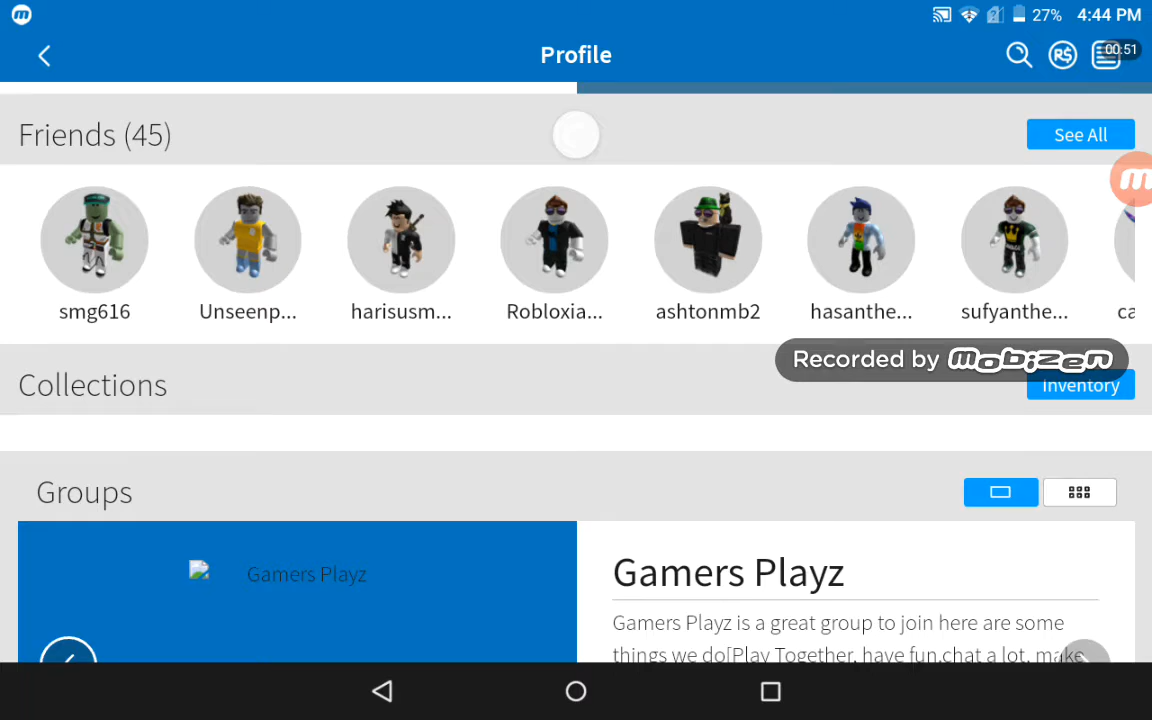 27% 4:44 PM
Profile
R$
00:51
Friends (45)
See All
smg616
Unseenp...
harisusm...
Robloxia...
ashtonmb2
hasanthe...
sufyanthe...
ca
Recorded by mobizen
Collections
Inventory
Groups
Gamers Playz
Gamers Playz
Gamers Playz is a great group to join here are some
things we do[Play Together, have fun,chat a lot, make